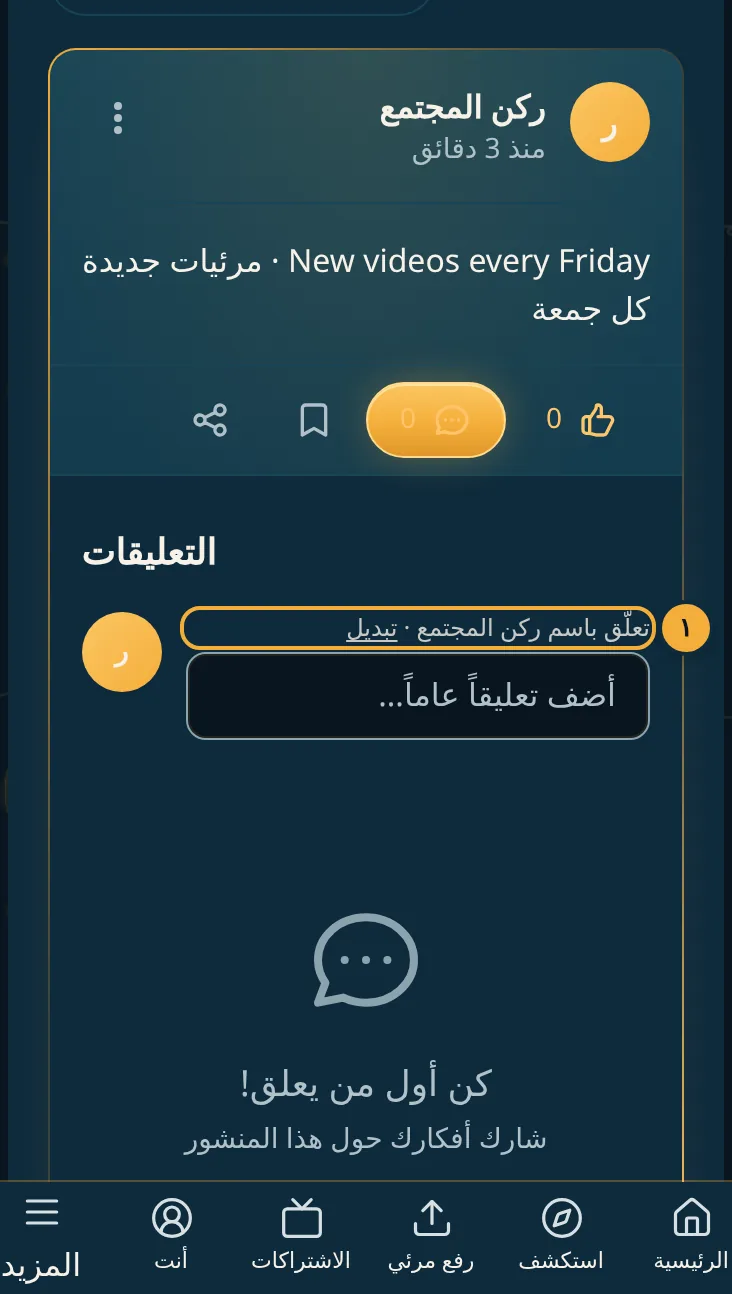 ر
ركن المجتمع
منذ 3 دقائق
New videos every Friday · مرئيات جديدة
كل جمعة
0
0
التعليقات
ر
تعلّق باسم ركن المجتمع · تبديل
١
أضف تعليقاً عاماً...
كن أول من يعلق!
شارك أفكارك حول هذا المنشور
الرئيسية
استكشف
رفع مرئي
الاشتراكات
أنت
المزيد